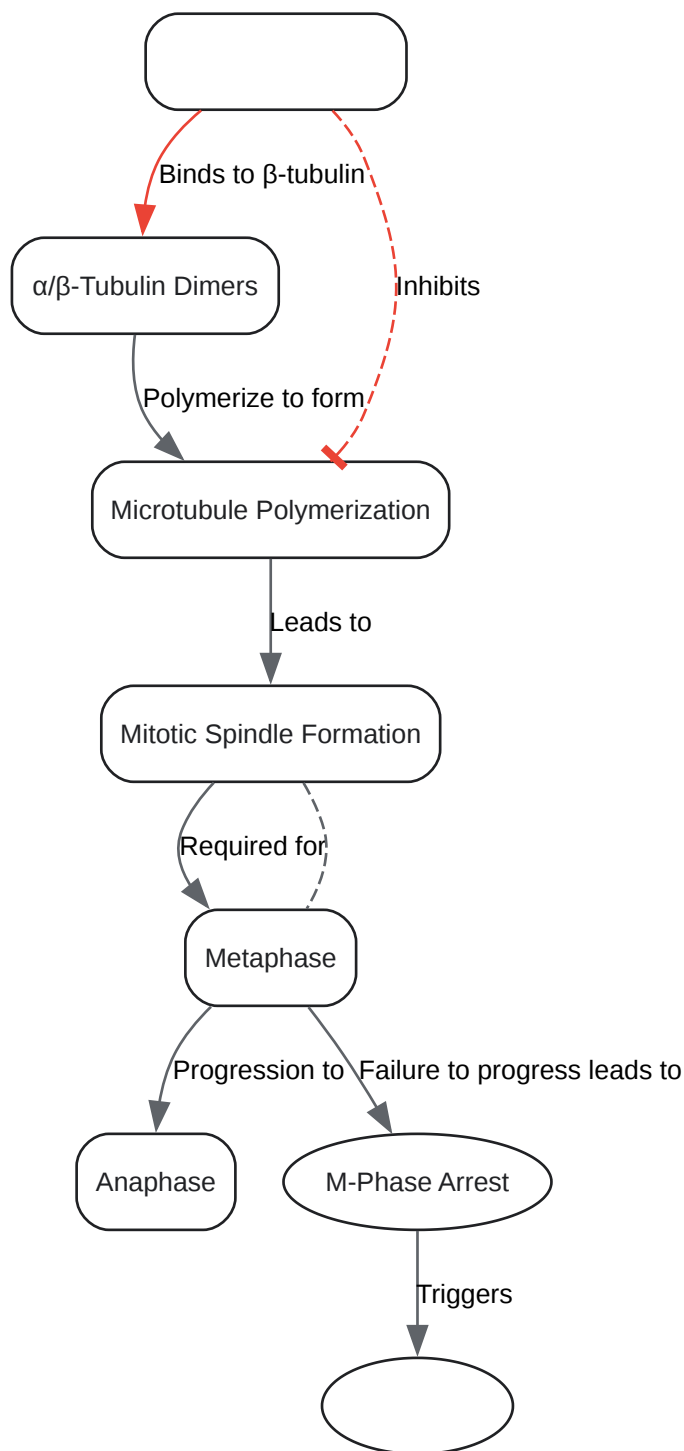 Binds to β-tubulin
α/β-Tubulin Dimers
Inhibits
Polymerize to form
Microtubule Polymerization
Leads to
Mitotic Spindle Formation
Required for
Metaphase
Progression to
Failure to progress leads to
Anaphase
M-Phase Arrest
Triggers